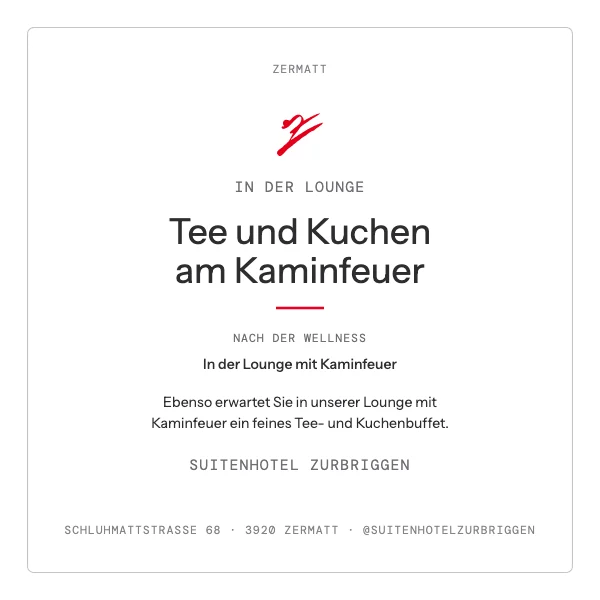 ZERMATT
IN DER LOUNGE
Tee und Kuchen
am Kaminfeuer
NACH DER WELLNESS
In der Lounge mit Kaminfeuer
Ebenso erwartet Sie in unserer Lounge mit
Kaminfeuer ein feines Tee- und Kuchenbuffet.
SUITENHOTEL ZURBRIGGEN
SCHLUHMATTSTRASSE 68 · 3920 ZERMATT · @SUITENHOTELZURBRIGGEN